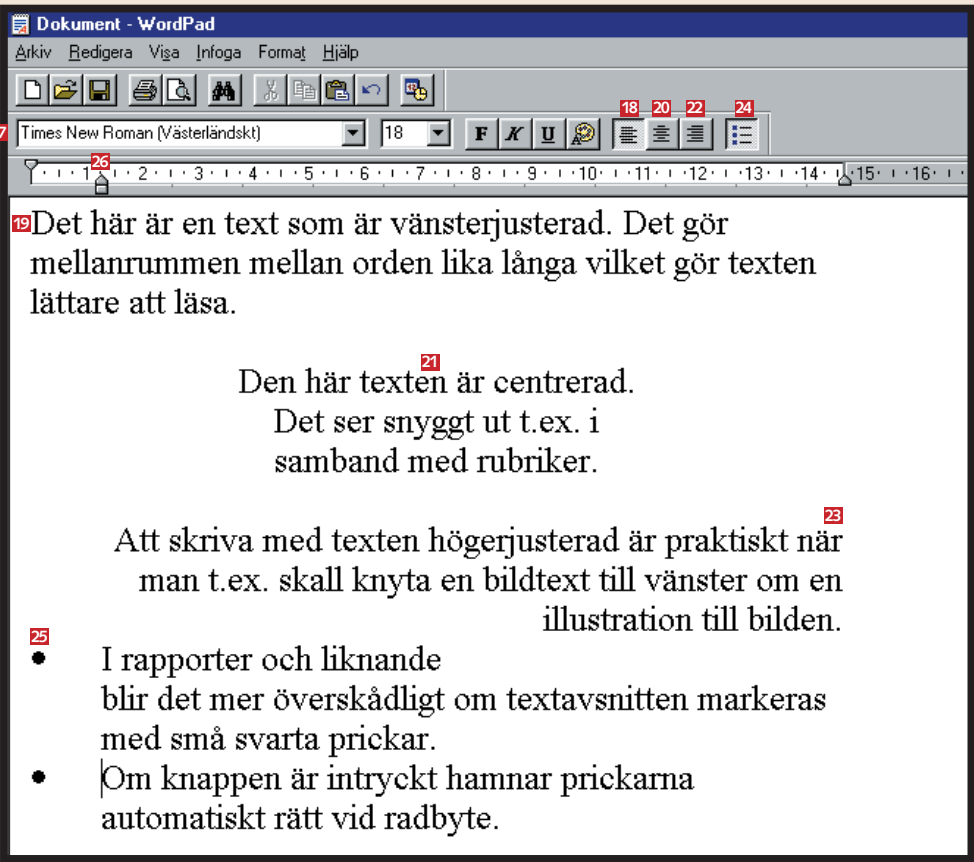 Dokument - WordPad
Arkiv Redigera Visa Infoga Format Hjälp
18 20 22 24
7 Times New Roman (Västerländskt) 18 F K U
26
1 2 3 4 5 6 7 8 9 10 11 12 13 14 15 16
19 Det här är en text som är vänsterjusterad. Det gör
mellanrummen mellan orden lika långa vilket gör texten
lättare att läsa.
21
Den här texten är centrerad.
Det ser snyggt ut t.ex. i
samband med rubriker.
23
Att skriva med texten högerjusterad är praktiskt när
man t.ex. skall knyta en bildtext till vänster om en
illustration till bilden.
25
• I rapporter och liknande
blir det mer överskådligt om textavsnitten markeras
med små svarta prickar.
• Om knappen är intryckt hamnar prickarna
automatiskt rätt vid radbyte.